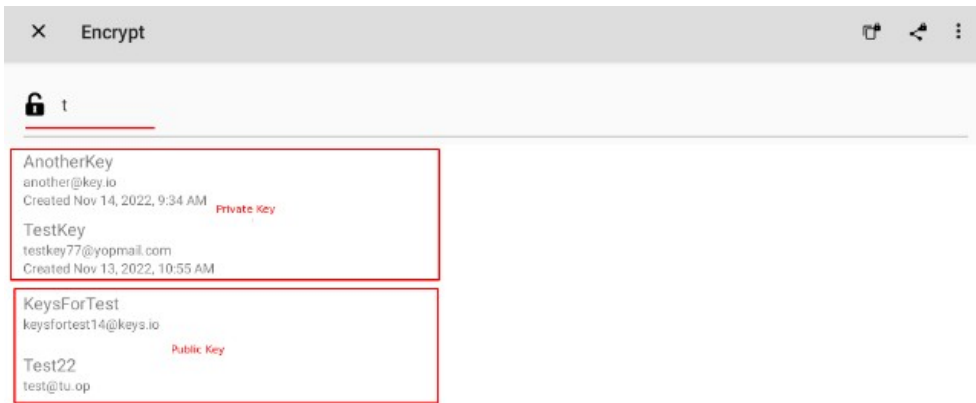 Encrypt
t
AnotherKey
another@key.io
Created Nov 14, 2022, 9:34 AM
Private Key
TestKey
testkey77@yopmail.com
Created Nov 13, 2022, 10:55 AM
KeysForTest
keysfortest14@keys.io
Public Key
Test22
test@tu.op